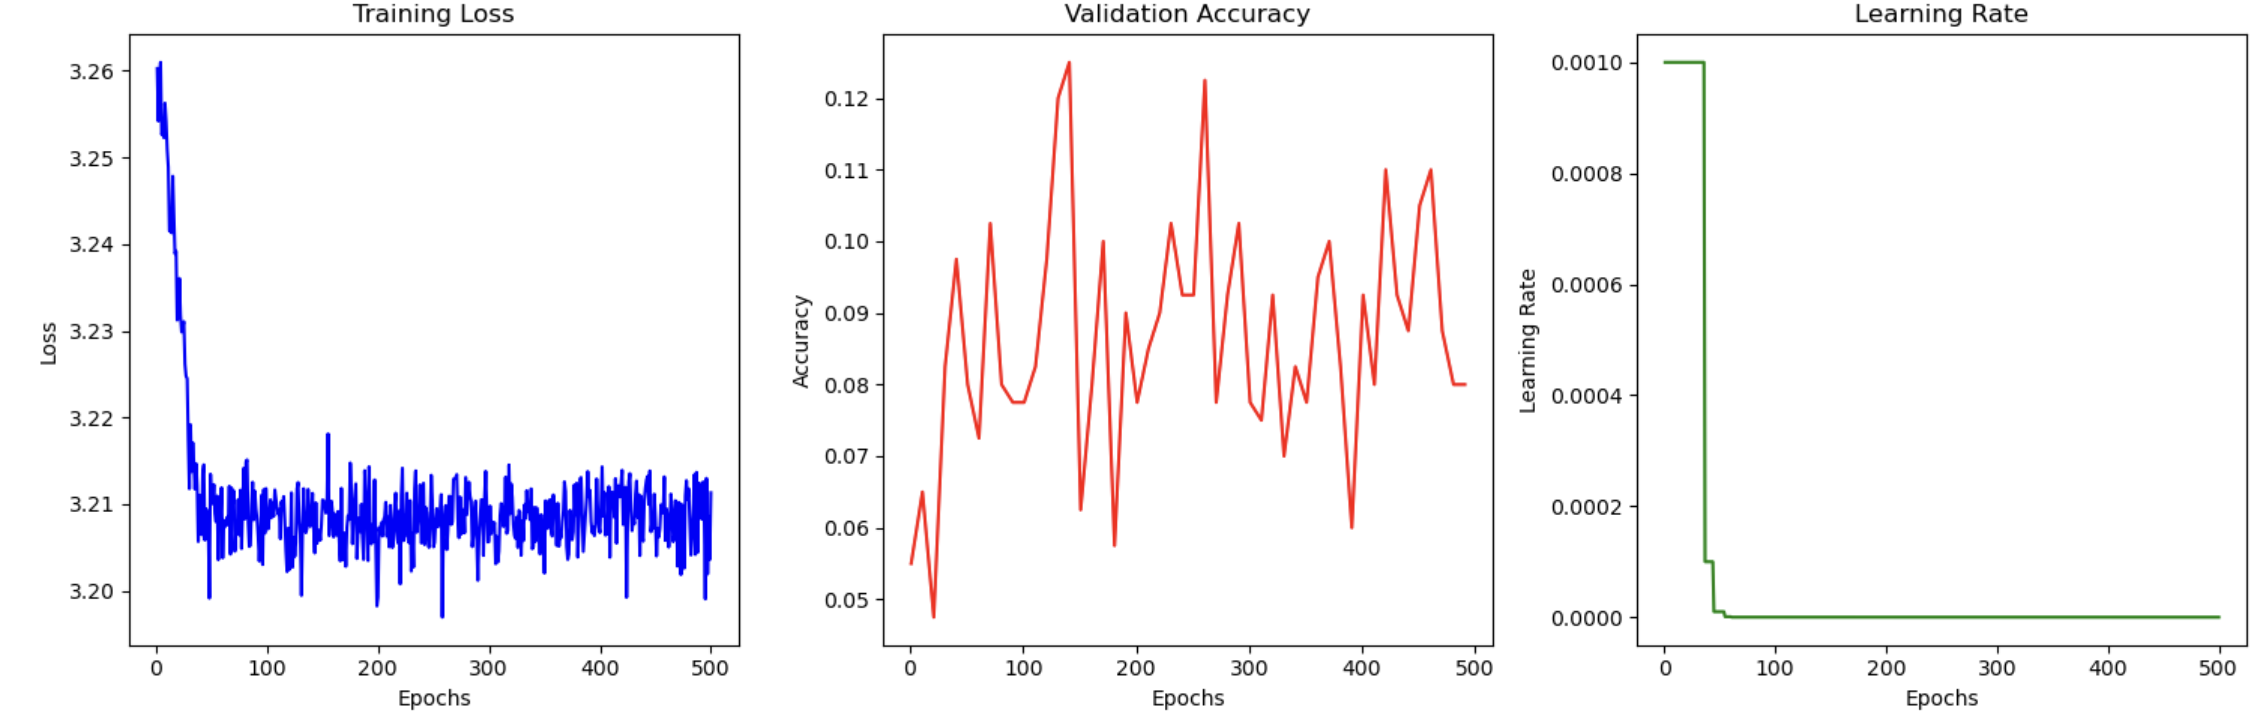 Training Loss
3.26
3.25
3.24
3.23
3.22
3.21
3.20
Loss
0 100 200 300 400 500
Epochs
Validation Accuracy
0.12
0.11
0.10
0.09
0.08
0.07
0.06
0.05
Accuracy
0 100 200 300 400 500
Epochs
Learning Rate
0.0010
0.0008
0.0006
0.0004
0.0002
0.0000
Learning Rate
0 100 200 300 400 500
Epochs